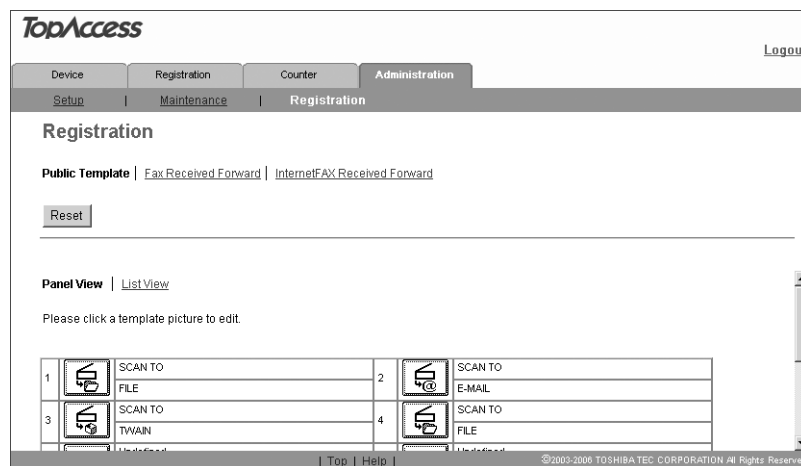 TopAccess
Logou
Device Registration Counter Administration
Setup | Maintenance | Registration
Registration
Public Template | Fax Received Forward | InternetFAX Received Forward
Reset
Panel View | List View
Please click a template picture to edit.
1 SCAN TO FILE 2 SCAN TO E-MAIL
3 SCAN TO TWAIN 4 SCAN TO FILE
| Top | Help | ©2003-2006 TOSHIBA TEC CORPORATION All Rights Reserve